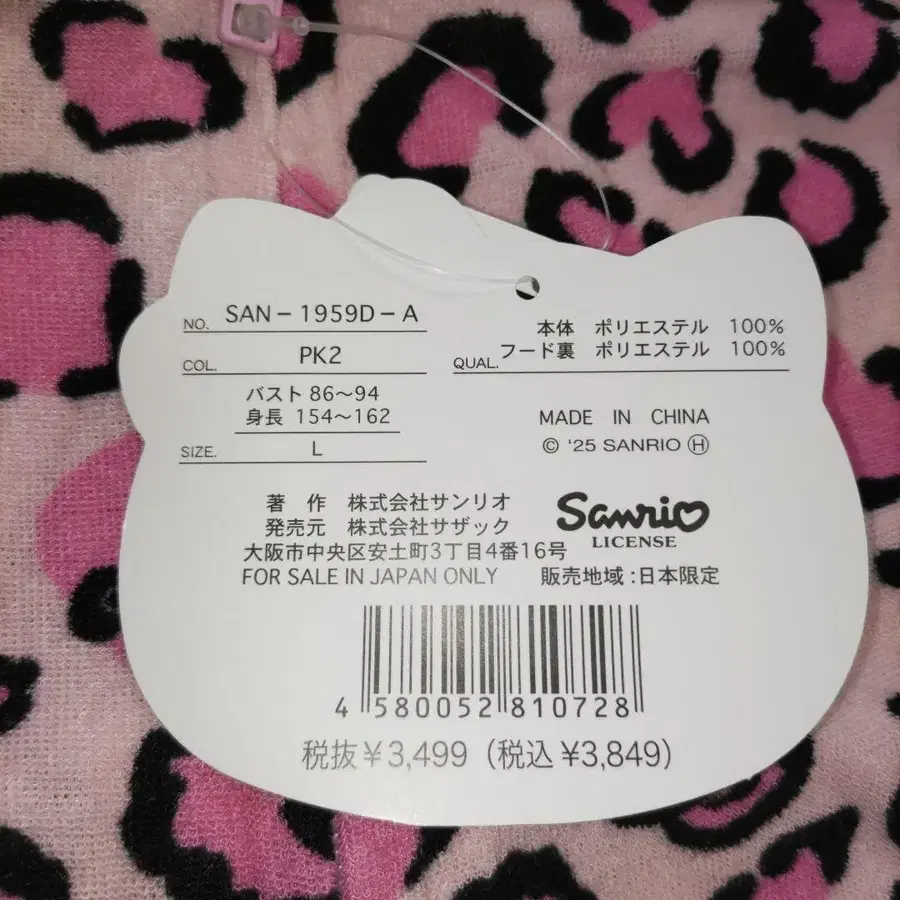 NO. SAN-1959D-A
COL. PK2
バスト 86～94
身長 154～162
SIZE. L
本体 ポリエステル 100%
QUAL. フード裏 ポリエステル 100%
MADE IN CHINA
© '25 SANRIO Ⓗ
著 作 株式会社サンリオ
発売元 株式会社サザック
大阪市中央区安土町3丁目4番16号
Sanrio
LICENSE
FOR SALE IN JAPAN ONLY 販売地域:日本限定
4 580052 810728
税抜¥3,499 (税込¥3,849)